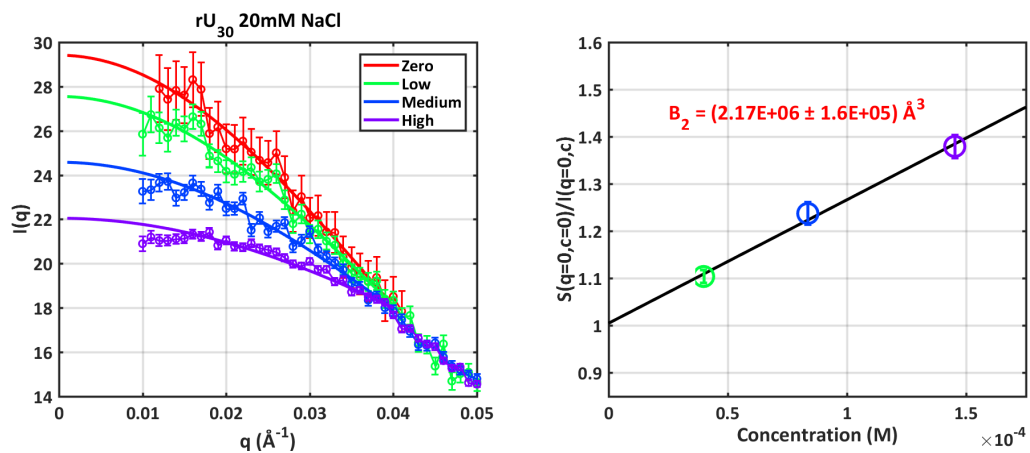 rU30 20mM NaCl
I(q)
30
28
26
24
22
20
18
16
14
0
0.01
0.02
0.03
0.04
0.05
q (Å-1)
Zero
Low
Medium
High
S(q=0,c=0)/I(q=0,c)
1.6
1.5
1.4
1.3
1.2
1.1
1
0.9
B2 = (2.17E+06 ± 1.6E+05) Å3
0
0.5
1
1.5
Concentration (M)
×10-4